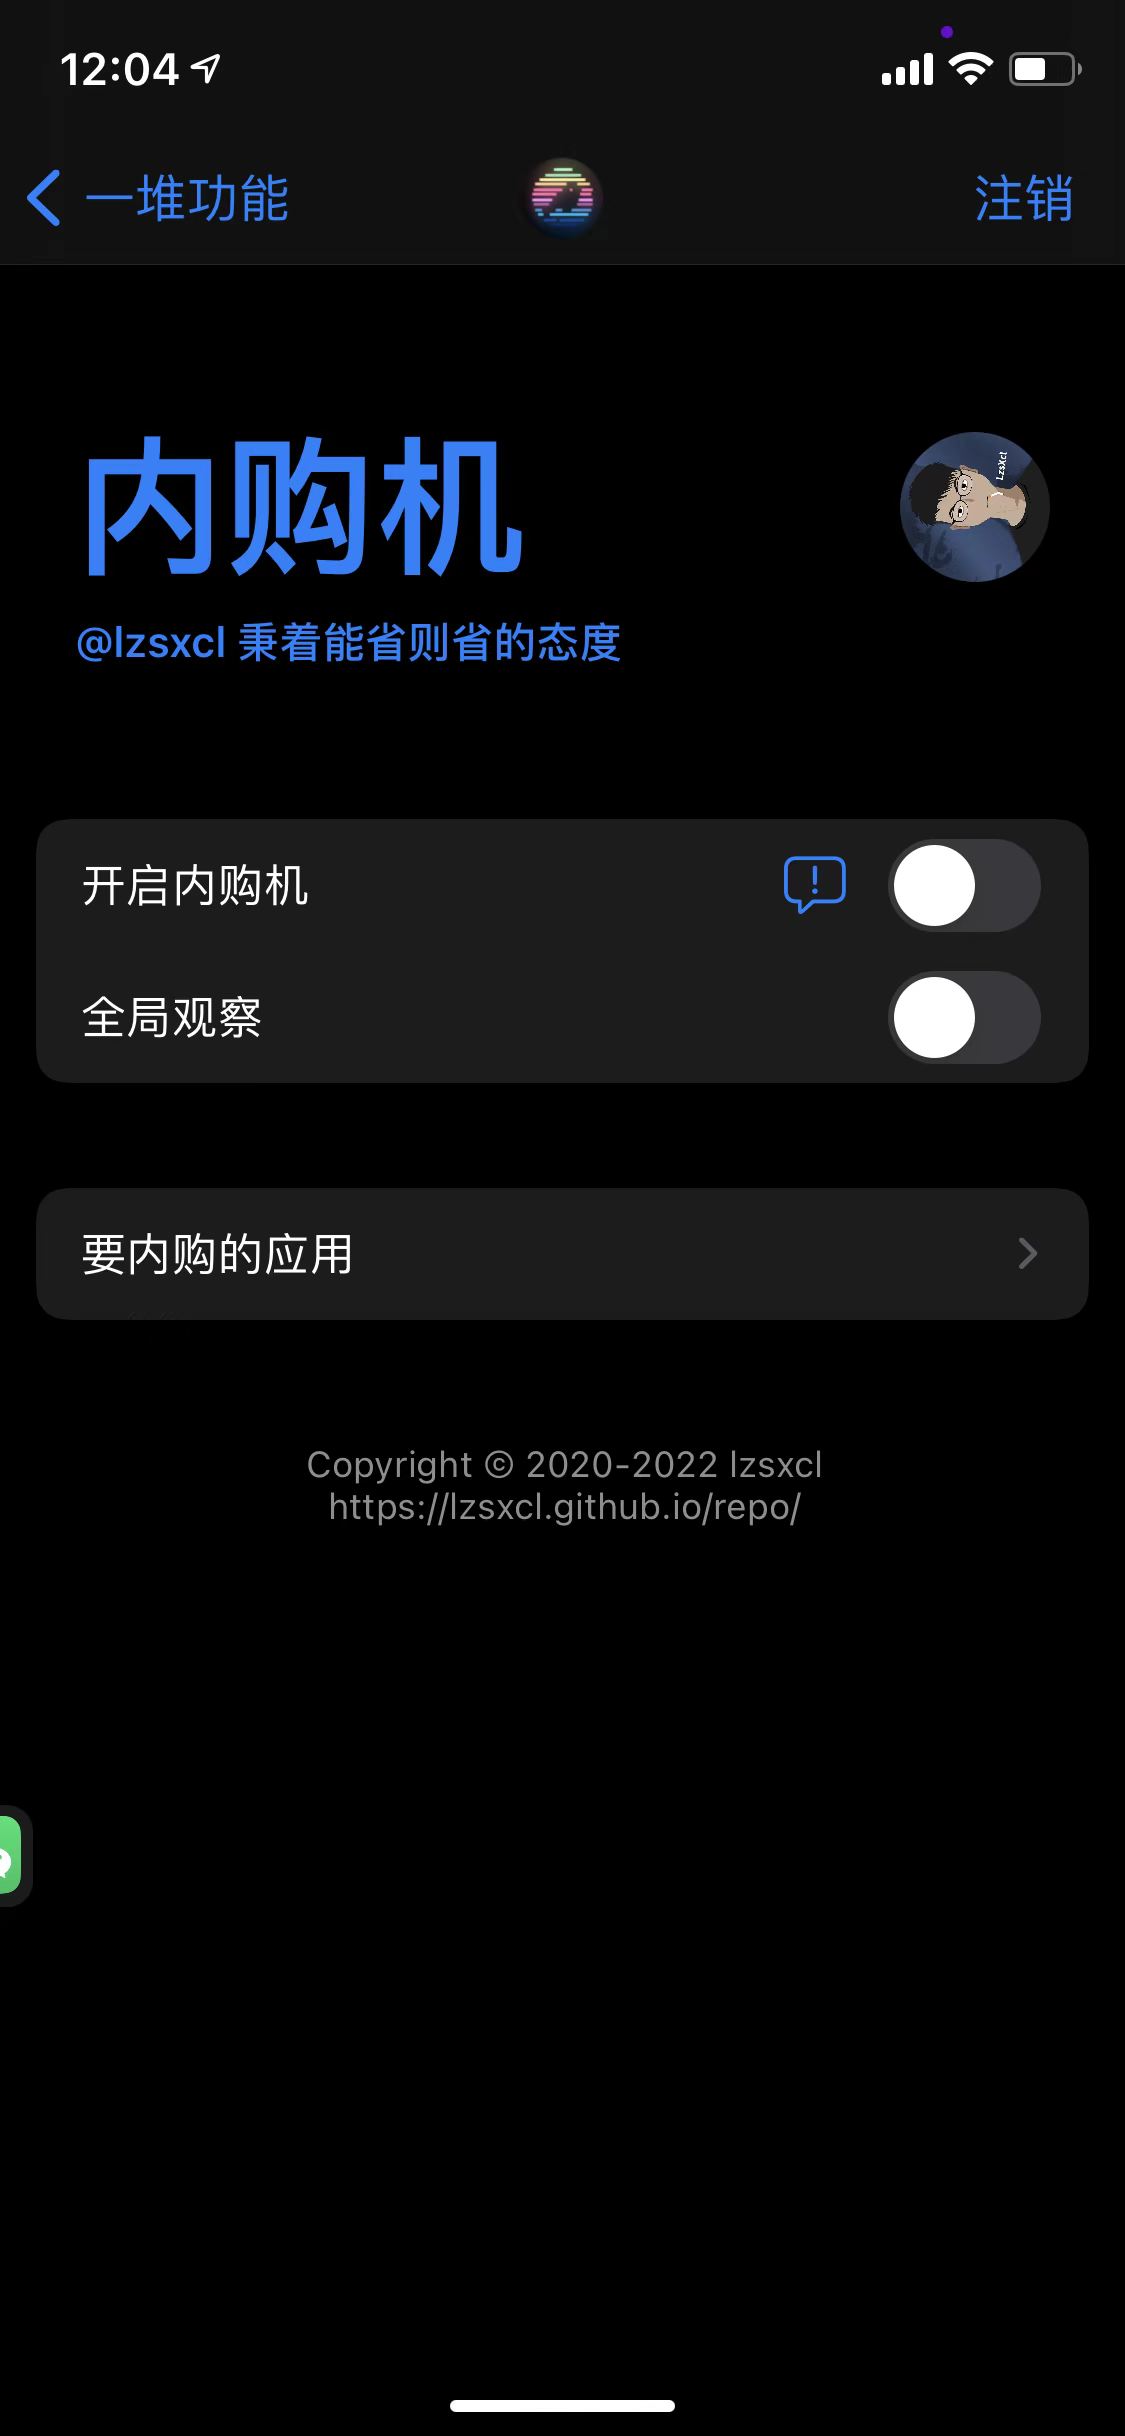 12:04
一堆功能
注销
内购机
LzsXcl
@lzsxcl 秉着能省则省的态度
开启内购机
全局观察
要内购的应用
Copyright © 2020-2022 lzsxcl
https://lzsxcl.github.io/repo/